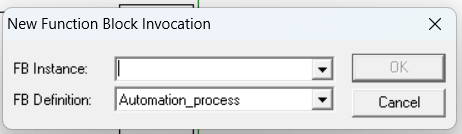 New Function Block Invocation
FB Instance:
OK
FB Definition: Automation_process
Cancel